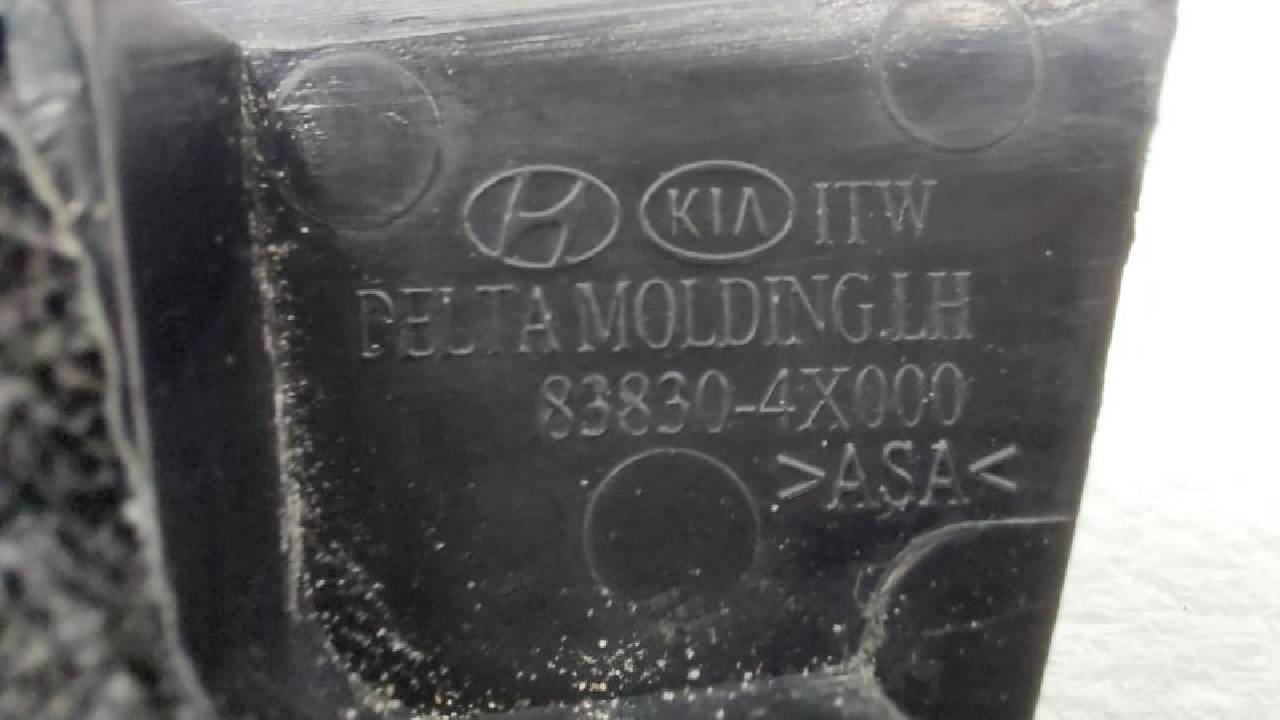 KIA ITW
DELTA MOLDING.LH
83830-4X000
>ASA<